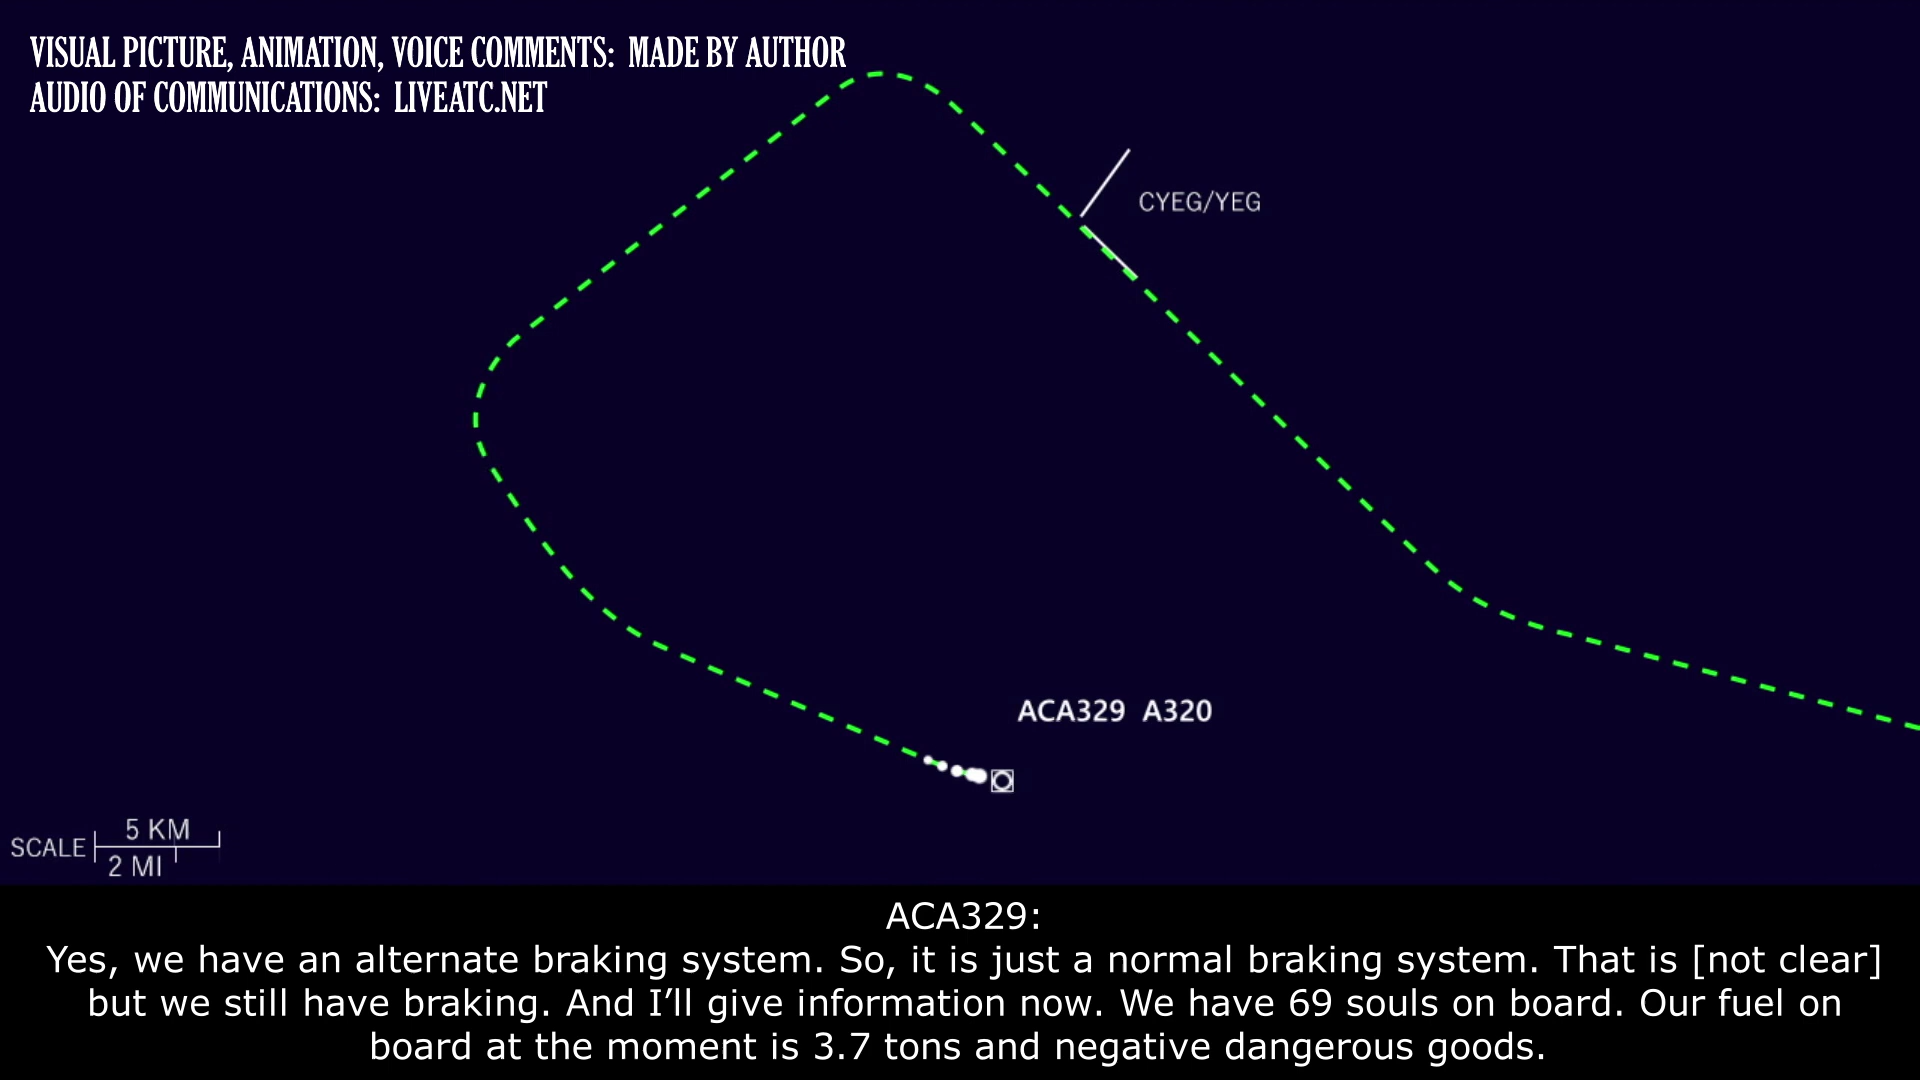 VISUAL PICTURE, ANIMATION, VOICE COMMENTS: MADE BY AUTHOR
AUDIO OF COMMUNICATIONS: LIVEATC.NET
CYEG/YEG
ACA329 A320
5 KM
SCALE
2 MI
ACA329:
Yes, we have an alternate braking system. So, it is just a normal braking system. That is [not clear]
but we still have braking. And I’ll give information now. We have 69 souls on board. Our fuel on
board at the moment is 3.7 tons and negative dangerous goods.